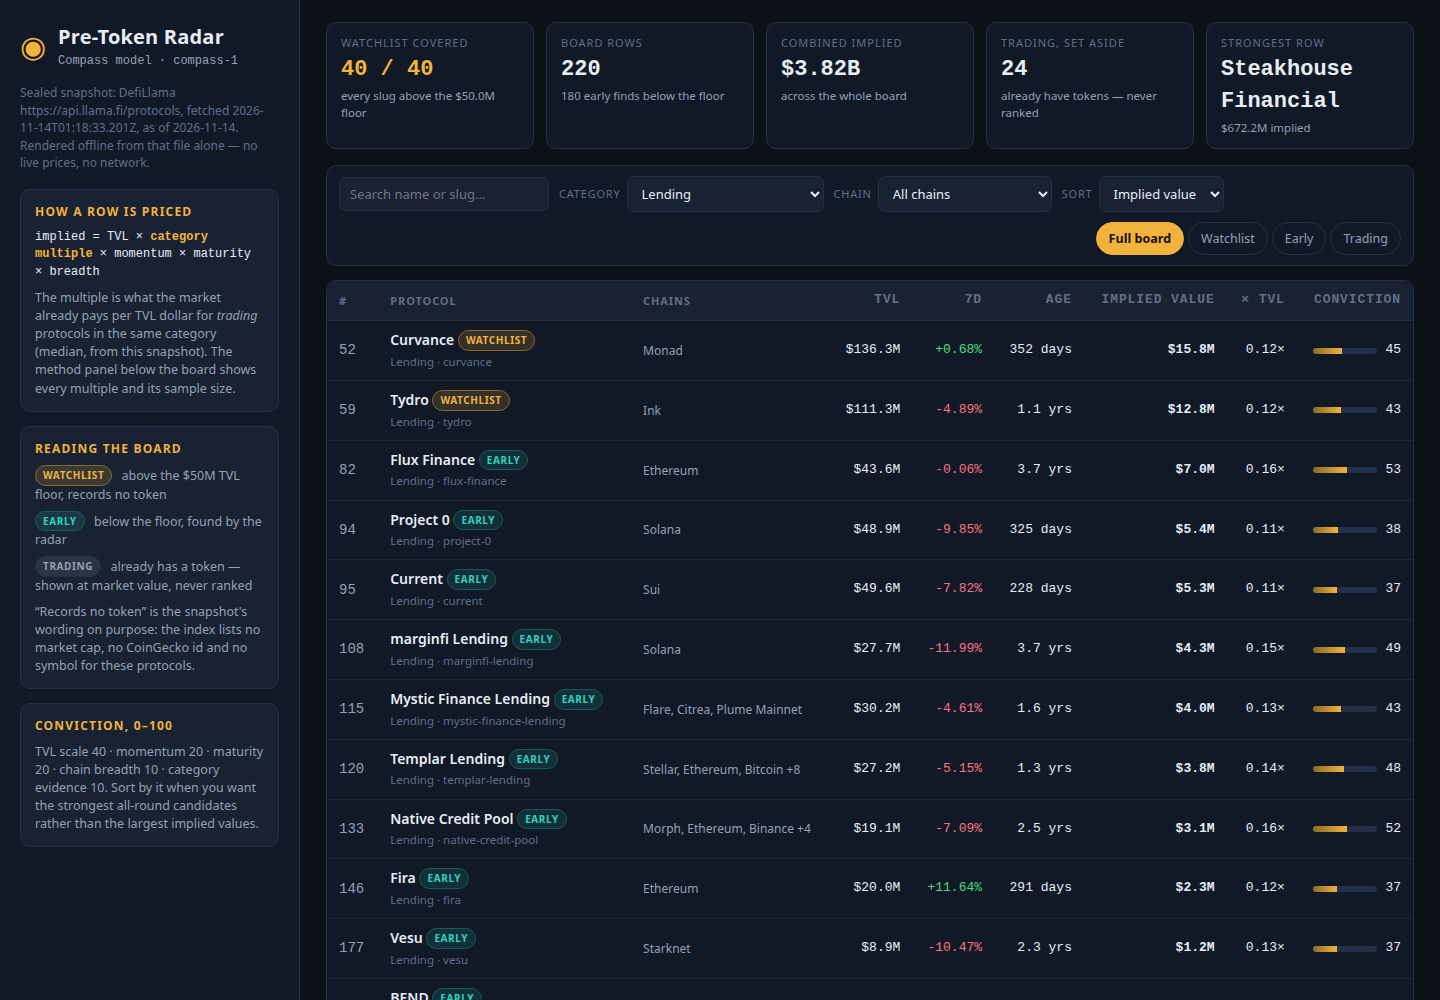 Pre-Token Radar
Compass model · compass-1
Sealed snapshot: DefiLlama
https://api.llama.fi/protocols, fetched 2026-
11-14T01:18:33.201Z, as of 2026-11-14.
Rendered offline from that file alone — no
live prices, no network.
HOW A ROW IS PRICED
implied = TVL × category
multiple × momentum × maturity
× breadth
The multiple is what the market
already pays per TVL dollar for trading
protocols in the same category
(median, from this snapshot). The
method panel below the board shows
every multiple and its sample size.
READING THE BOARD
WATCHLIST above the $50M TVL
floor, records no token
EARLY below the floor, found by the
radar
TRADING already has a token —
shown at market value, never ranked
“Records no token” is the snapshot's
wording on purpose: the index lists no
market cap, no CoinGecko id and no
symbol for these protocols.
CONVICTION, 0–100
TVL scale 40 · momentum 20 · maturity
20 · chain breadth 10 · category
evidence 10. Sort by it when you want
the strongest all-round candidates
rather than the largest implied values.
WATCHLIST COVERED
40 / 40
every slug above the $50.0M
floor
BOARD ROWS
220
180 early finds below the floor
COMBINED IMPLIED
$3.82B
across the whole board
TRADING, SET ASIDE
24
already have tokens — never
ranked
STRONGEST ROW
Steakhouse
Financial
$672.2M implied
Search name or slug... CATEGORY Lending CHAIN All chains SORT Implied value
Full board Watchlist Early Trading
# PROTOCOL CHAINS TVL 7D AGE IMPLIED VALUE × TVL CONVICTION
52 Curvance WATCHLIST Monad $136.3M +0.68% 352 days $15.8M 0.12× 45
Lending · curvance
59 Tydro WATCHLIST Ink $111.3M -4.89% 1.1 yrs $12.8M 0.12× 43
Lending · tydro
82 Flux Finance EARLY Ethereum $43.6M -0.06% 3.7 yrs $7.0M 0.16× 53
Lending · flux-finance
94 Project 0 EARLY Solana $48.9M -9.85% 325 days $5.4M 0.11× 38
Lending · project-0
95 Current EARLY Sui $49.6M -7.82% 228 days $5.3M 0.11× 37
Lending · current
108 marginfi Lending EARLY Solana $27.7M -11.99% 3.7 yrs $4.3M 0.15× 49
Lending · marginfi-lending
115 Mystic Finance Lending EARLY Flare, Citrea, Plume Mainnet $30.2M -4.61% 1.6 yrs $4.0M 0.13× 43
Lending · mystic-finance-lending
120 Templar Lending EARLY Stellar, Ethereum, Bitcoin +8 $27.2M -5.15% 1.3 yrs $3.8M 0.14× 48
Lending · templar-lending
133 Native Credit Pool EARLY Morph, Ethereum, Binance +4 $19.1M -7.09% 2.5 yrs $3.1M 0.16× 52
Lending · native-credit-pool
146 Fira EARLY Ethereum $20.0M +11.64% 291 days $2.3M 0.12× 37
Lending · fira
177 Vesu EARLY Starknet $8.9M -10.47% 2.3 yrs $1.2M 0.13× 37
Lending · vesu
BEND EARLY